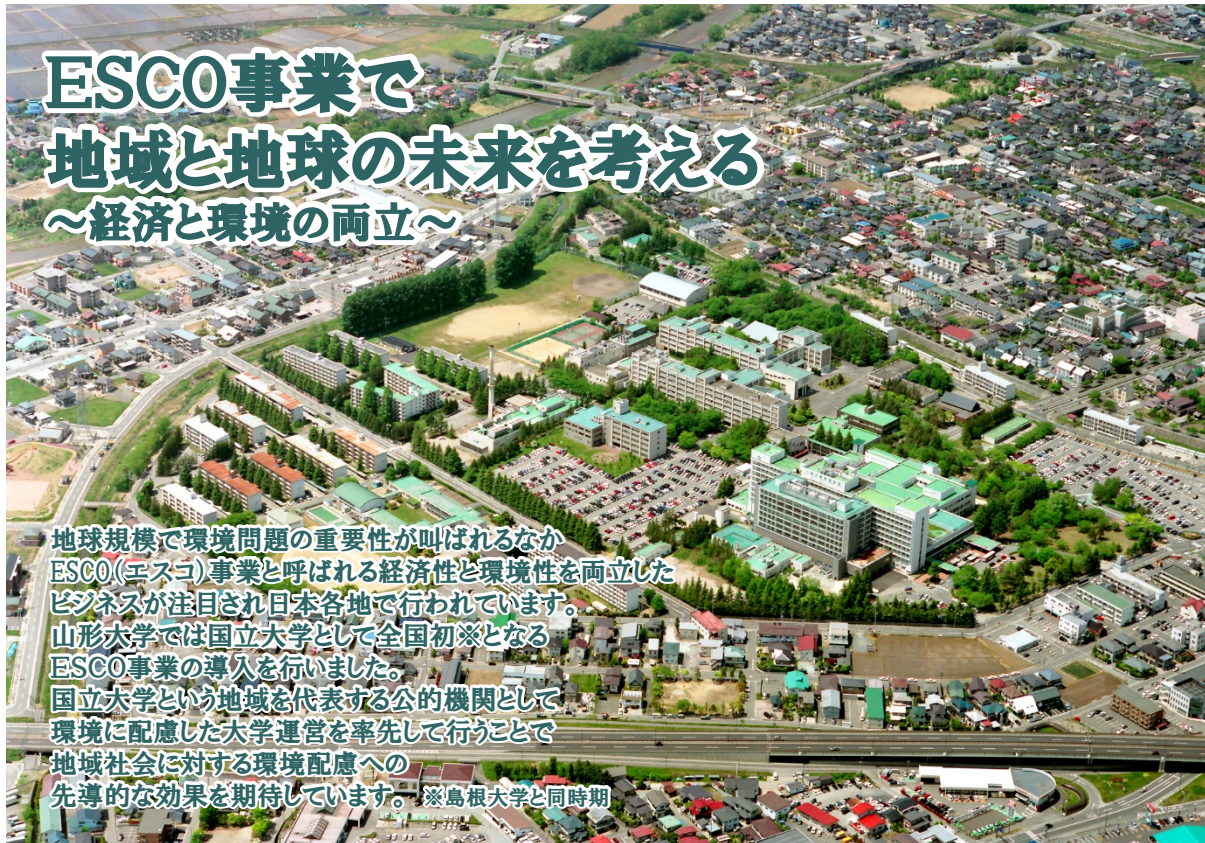 ESCO事業で
地域と地球の未来を考える
～経済と環境の両立～
地球規模で環境問題の重要性が叫ばれるなか
ESCO(エスコ)事業と呼ばれる経済性と環境性を両立した
ビジネスが注目され日本各地で行われています。
山形大学では国立大学として全国初※となる
ESCO事業の導入を行いました。
国立大学という地域を代表する公的機関として
環境に配慮した大学運営を率先して行うことで
地域社会に対する環境配慮への
先導的な効果を期待しています。 ※島根大学と同時期